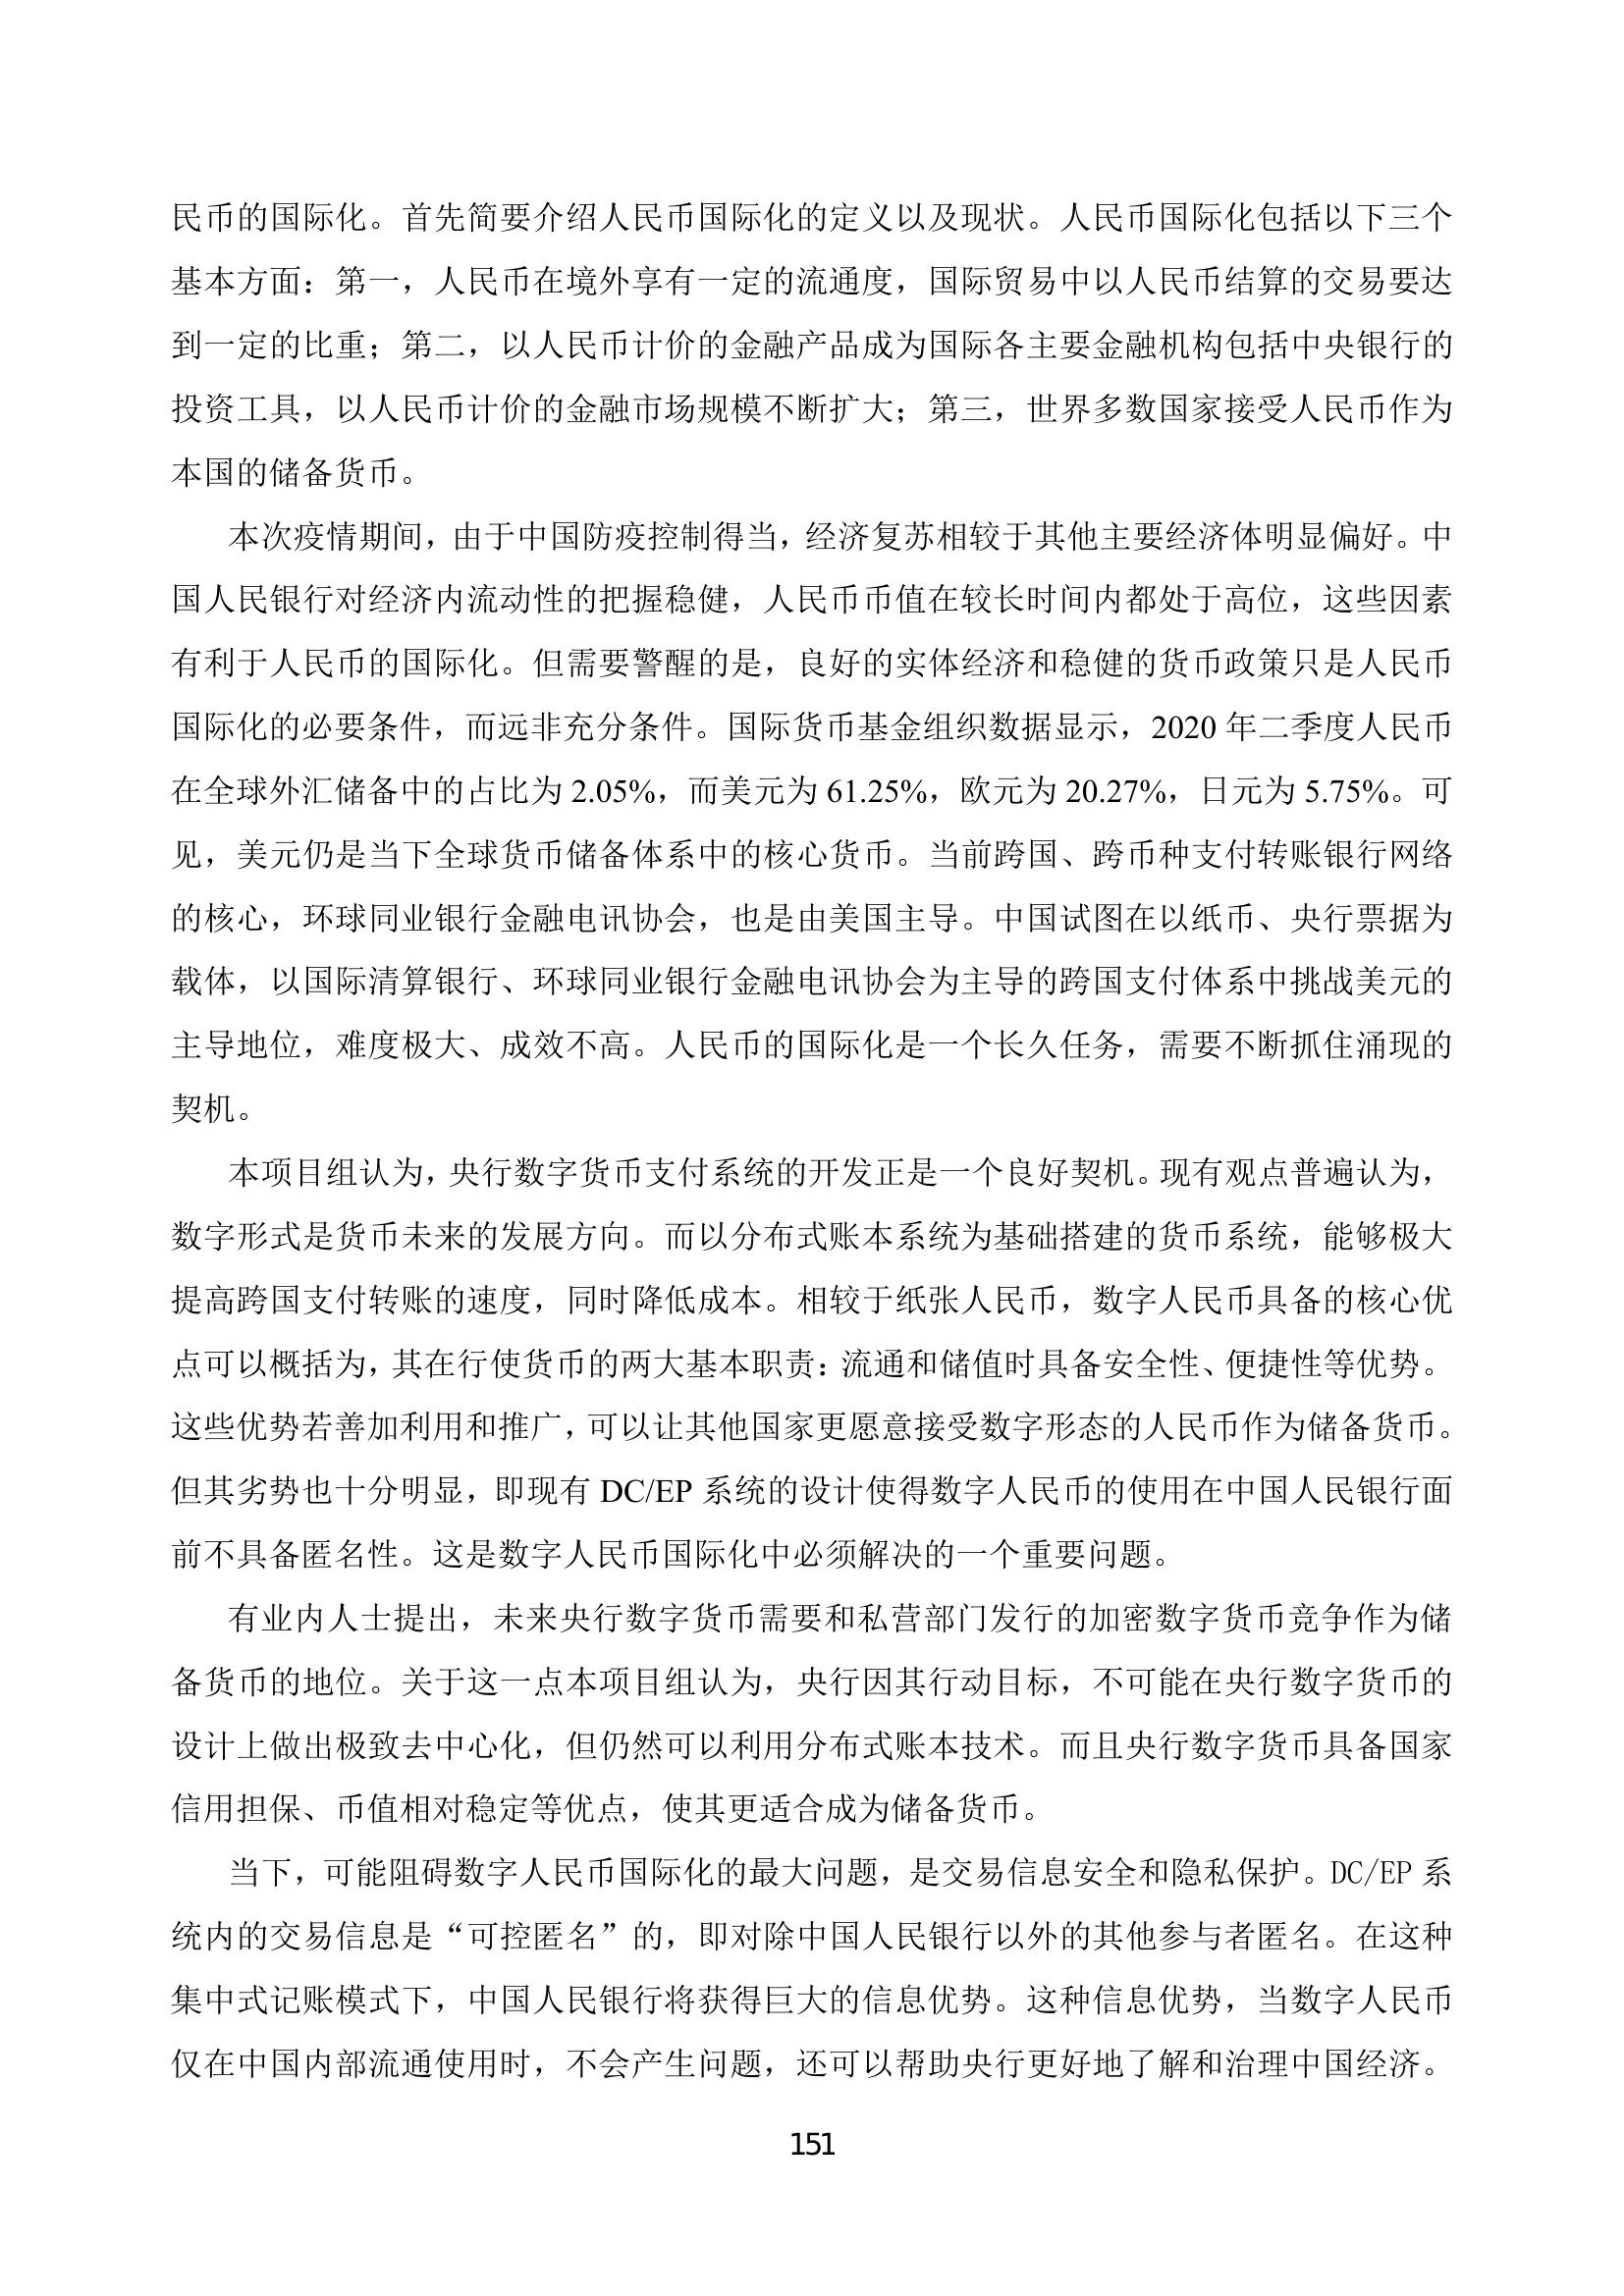 民币的国际化。首先简要介绍人民币国际化的定义以及现状。人民币国际化包括以下三个
基本方面：第一，人民币在境外享有一定的流通度，国际贸易中以人民币结算的交易要达
到一定的比重；第二，以人民币计价的金融产品成为国际各主要金融机构包括中央银行的
投资工具，以人民币计价的金融市场规模不断扩大；第三，世界多数国家接受人民币作为
本国的储备货币。
本次疫情期间，由于中国防疫控制得当，经济复苏相较于其他主要经济体明显偏好。中
国人民银行对经济内流动性的把握稳健，人民币币值在较长时间内都处于高位，这些因素
有利于人民币的国际化。但需要警醒的是，良好的实体经济和稳健的货币政策只是人民币
国际化的必要条件，而远非充分条件。国际货币基金组织数据显示，2020 年二季度人民币
在全球外汇储备中的占比为 2.05%，而美元为 61.25%，欧元为 20.27%，日元为 5.75%。可
见，美元仍是当下全球货币储备体系中的核心货币。当前跨国、跨币种支付转账银行网络
的核心，环球同业银行金融电讯协会，也是由美国主导。中国试图在以纸币、央行票据为
载体，以国际清算银行、环球同业银行金融电讯协会为主导的跨国支付体系中挑战美元的
主导地位，难度极大、成效不高。人民币的国际化是一个长久任务，需要不断抓住涌现的
契机。
本项目组认为，央行数字货币支付系统的开发正是一个良好契机。现有观点普遍认为，
数字形式是货币未来的发展方向。而以分布式账本系统为基础搭建的货币系统，能够极大
提高跨国支付转账的速度，同时降低成本。相较于纸张人民币，数字人民币具备的核心优
点可以概括为，其在行使货币的两大基本职责：流通和储值时具备安全性、便捷性等优势。
这些优势若善加利用和推广，可以让其他国家更愿意接受数字形态的人民币作为储备货币。
但其劣势也十分明显，即现有 DC/EP 系统的设计使得数字人民币的使用在中国人民银行面
前不具备匿名性。这是数字人民币国际化中必须解决的一个重要问题。
有业内人士提出，未来央行数字货币需要和私营部门发行的加密数字货币竞争作为储
备货币的地位。关于这一点本项目组认为，央行因其行动目标，不可能在央行数字货币的
设计上做出极致去中心化，但仍然可以利用分布式账本技术。而且央行数字货币具备国家
信用担保、币值相对稳定等优点，使其更适合成为储备货币。
当下，可能阻碍数字人民币国际化的最大问题，是交易信息安全和隐私保护。DC/EP 系
统内的交易信息是“可控匿名”的，即对除中国人民银行以外的其他参与者匿名。在这种
集中式记账模式下，中国人民银行将获得巨大的信息优势。这种信息优势，当数字人民币
仅在中国内部流通使用时，不会产生问题，还可以帮助央行更好地了解和治理中国经济。
151